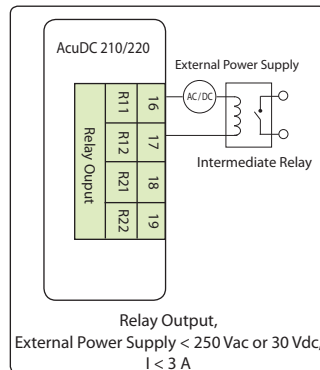 AcuDC 210/220
External Power Supply
AC/DC
Intermediate Relay
Relay Ouput
R11 16
R12 17
R21 18
R22 19
Relay Output,
External Power Supply < 250 Vac or 30 Vdc,
I < 3 A